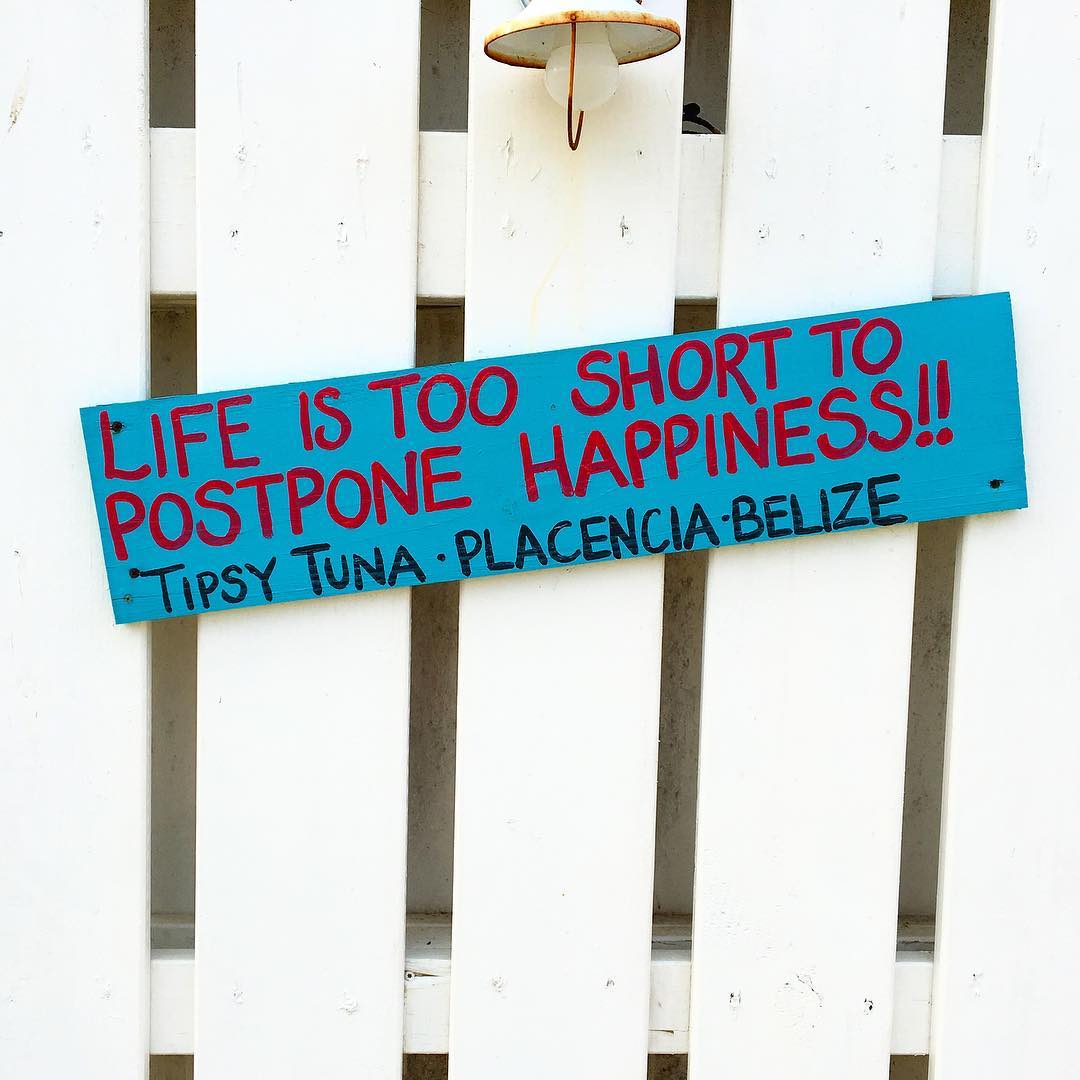 LIFE IS TOO SHORT TO
POSTPONE HAPPINESS!!
TIPSY TUNA · PLACENCIA · BELIZE